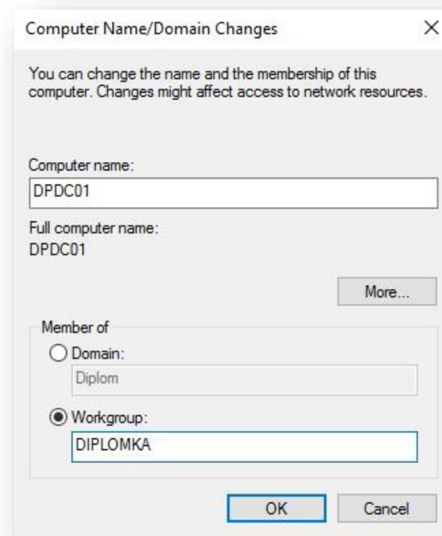 Computer Name/Domain Changes
You can change the name and the membership of this
computer. Changes might affect access to network resources.
Computer name:
DPDC01
Full computer name:
DPDC01
More...
Member of
Domain:
Diplom
Workgroup:
DIPLOMKA
OK
Cancel